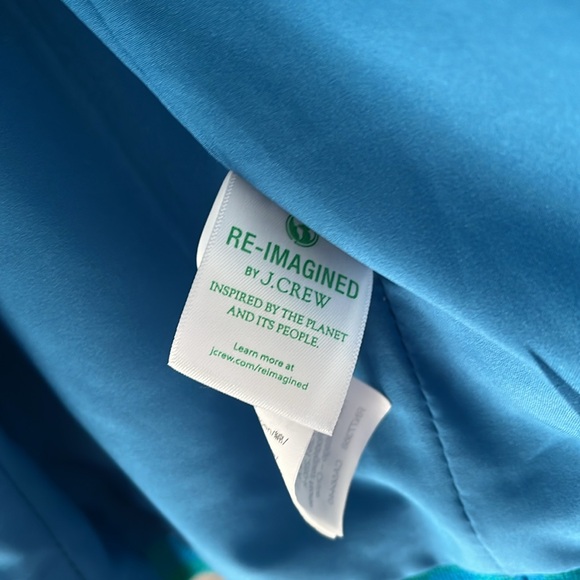 RE-IMAGINED
BY J.CREW
INSPIRED BY THE PLANET
AND ITS PEOPLE.
Learn more at
jcrew.com/reimagined